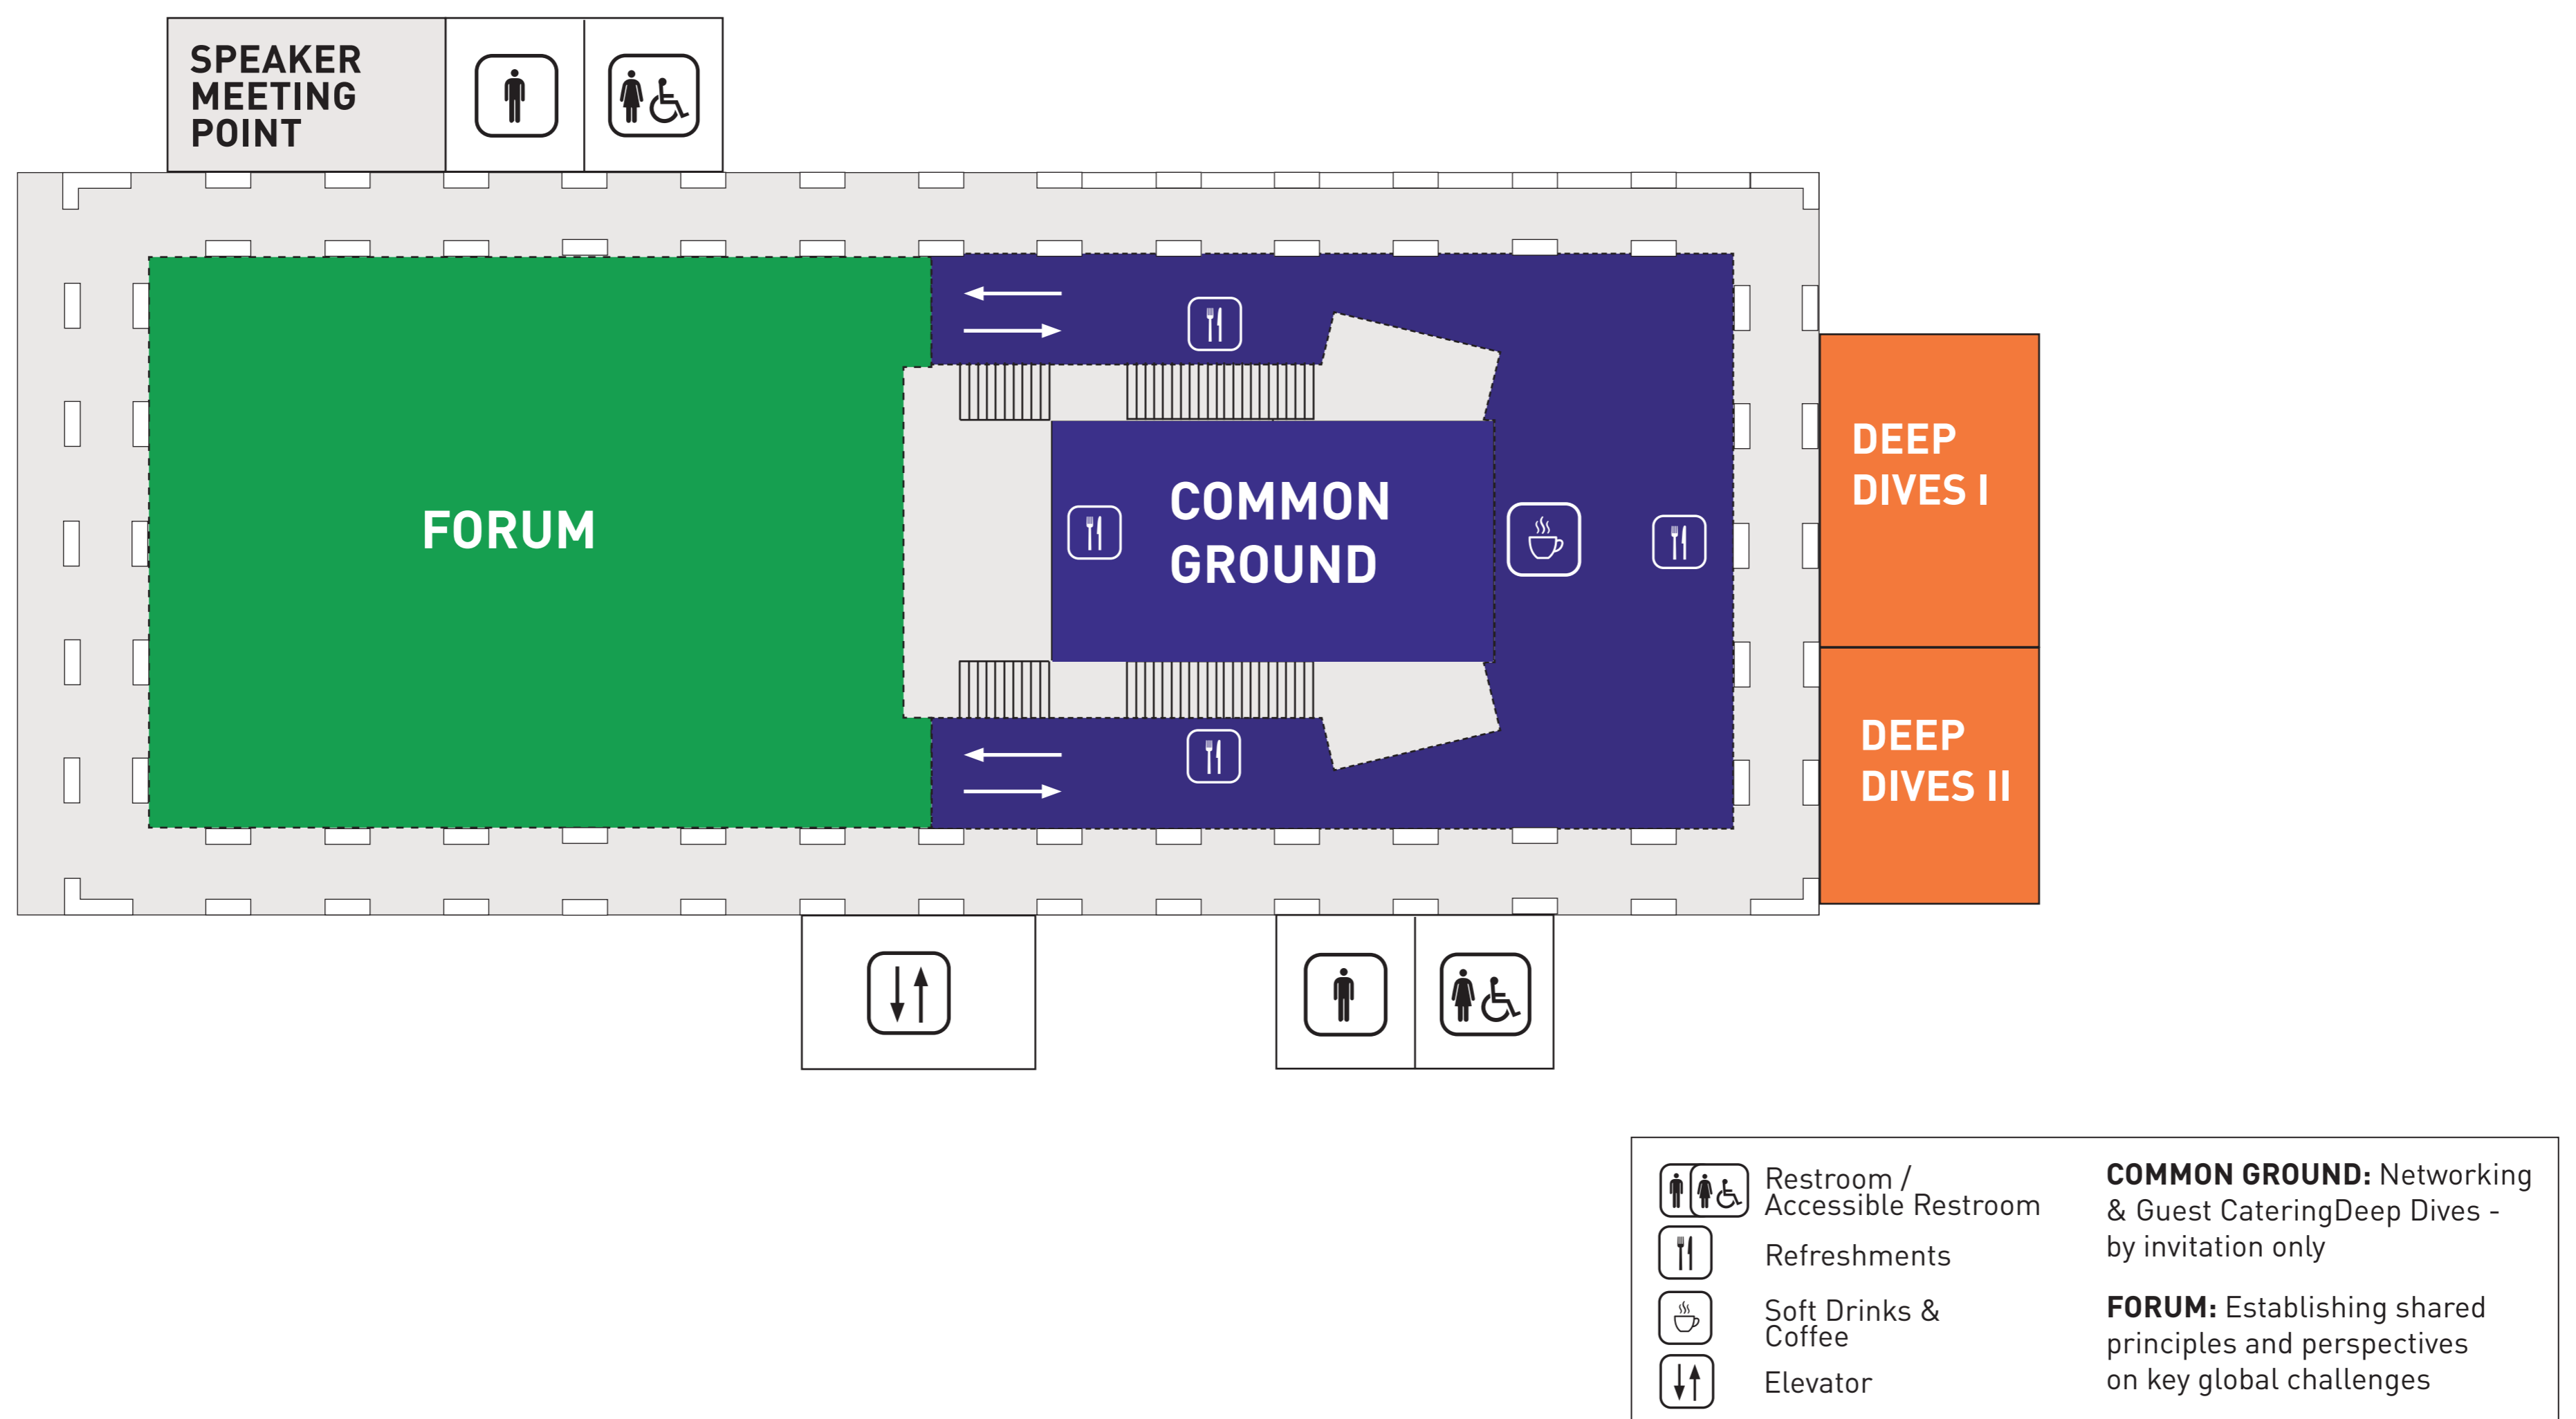 SPEAKER
MEETING
POINT
FORUM
COMMON
GROUND
DEEP
DIVES I
DEEP
DIVES II
Restroom /
Accessible Restroom
Refreshments
Soft Drinks &
Coffee
Elevator
COMMON GROUND: Networking
& Guest CateringDeep Dives -
by invitation only
FORUM: Establishing shared
principles and perspectives
on key global challenges